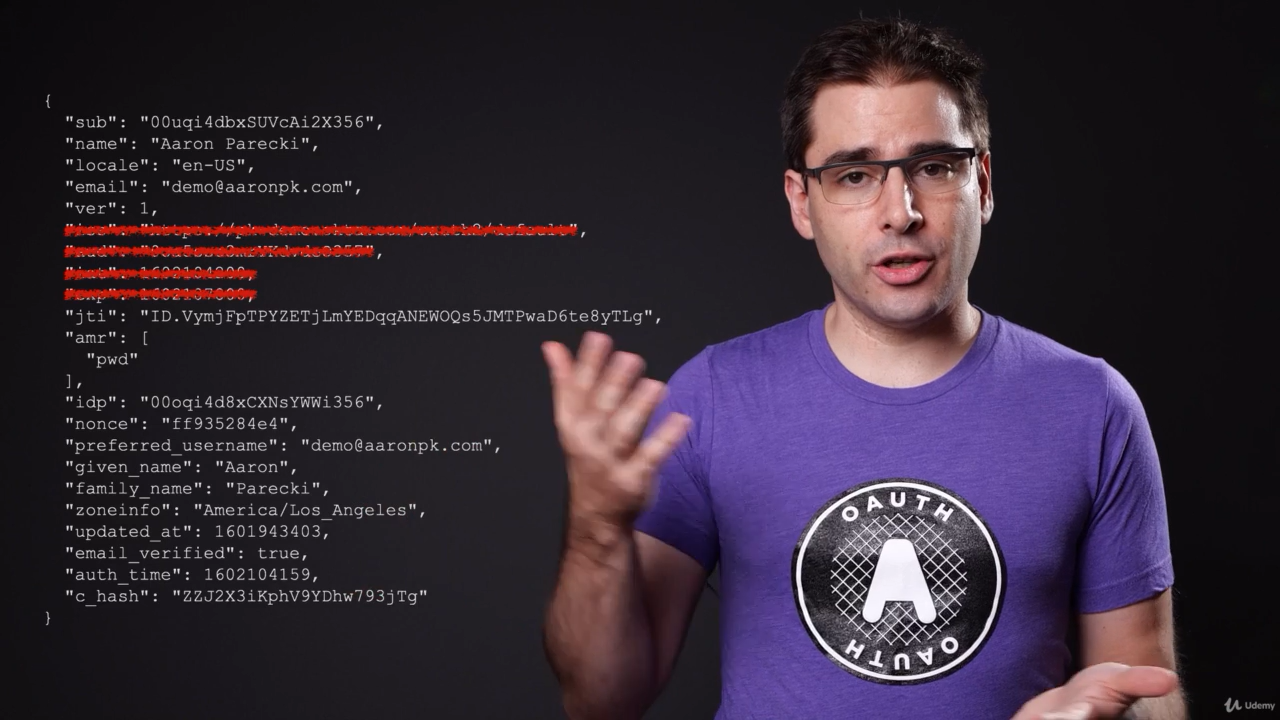 {
"sub": "00uqi4dbxSUVcAi2X356",
"name": "Aaron Parecki",
"locale": "en-US",
"email": "demo@aaronpk.com",
"ver": 1,
"jti": "ID.VymjFpTPYZETjLmYEDqqANEWOQs5JMTPwaD6te8yTLg",
"amr": [
"pwd"
],
"idp": "00oqi4d8xCXNsYWWi356",
"nonce": "ff935284e4",
"preferred_username": "demo@aaronpk.com",
"given_name": "Aaron",
"family_name": "Parecki",
"zoneinfo": "America/Los_Angeles",
"updated_at": 1601943403,
"email_verified": true,
"auth_time": 1602104159,
"c_hash": "ZZJ2X3iKphV9YDhw793jTg"
}
OAUTH
A
OAUTH
Udemy